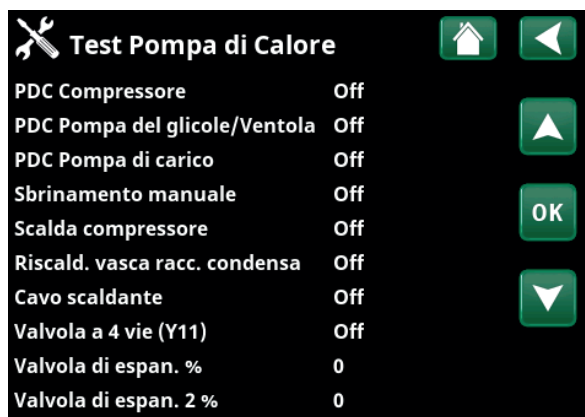 Test Pompa di Calore
PDC Compressore Off
PDC Pompa del glicole/Ventola Off
PDC Pompa di carico Off
Sbrinamento manuale Off
OK
Scalda compressore Off
Riscald. vasca racc. condensa Off
Cavo scaldante Off
Valvola a 4 vie (Y11) Off
Valvola di espan. % 0
Valvola di espan. 2 % 0